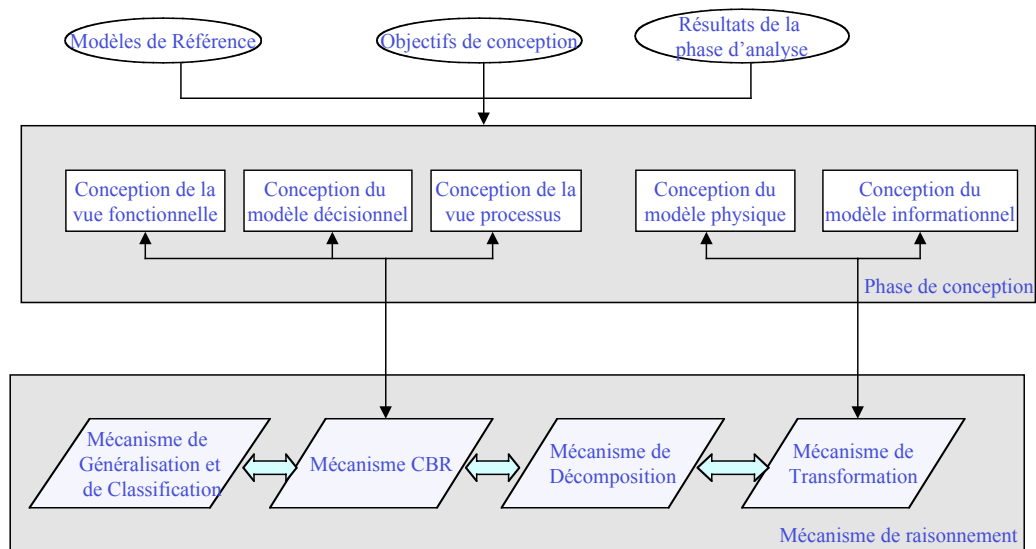 Modèles de Référence
Objectifs de conception
Résultats de la
phase d'analyse
Conception de la
vue fonctionnelle
Conception du
modèle décisionnel
Conception de la
vue processus
Conception du
modèle physique
Conception du
modèle informationnel
Phase de conception
Mécanisme de
Généralisation et
de Classification
Mécanisme CBR
Mécanisme de
Décomposition
Mécanisme de
Transformation
Mécanisme de raisonnement